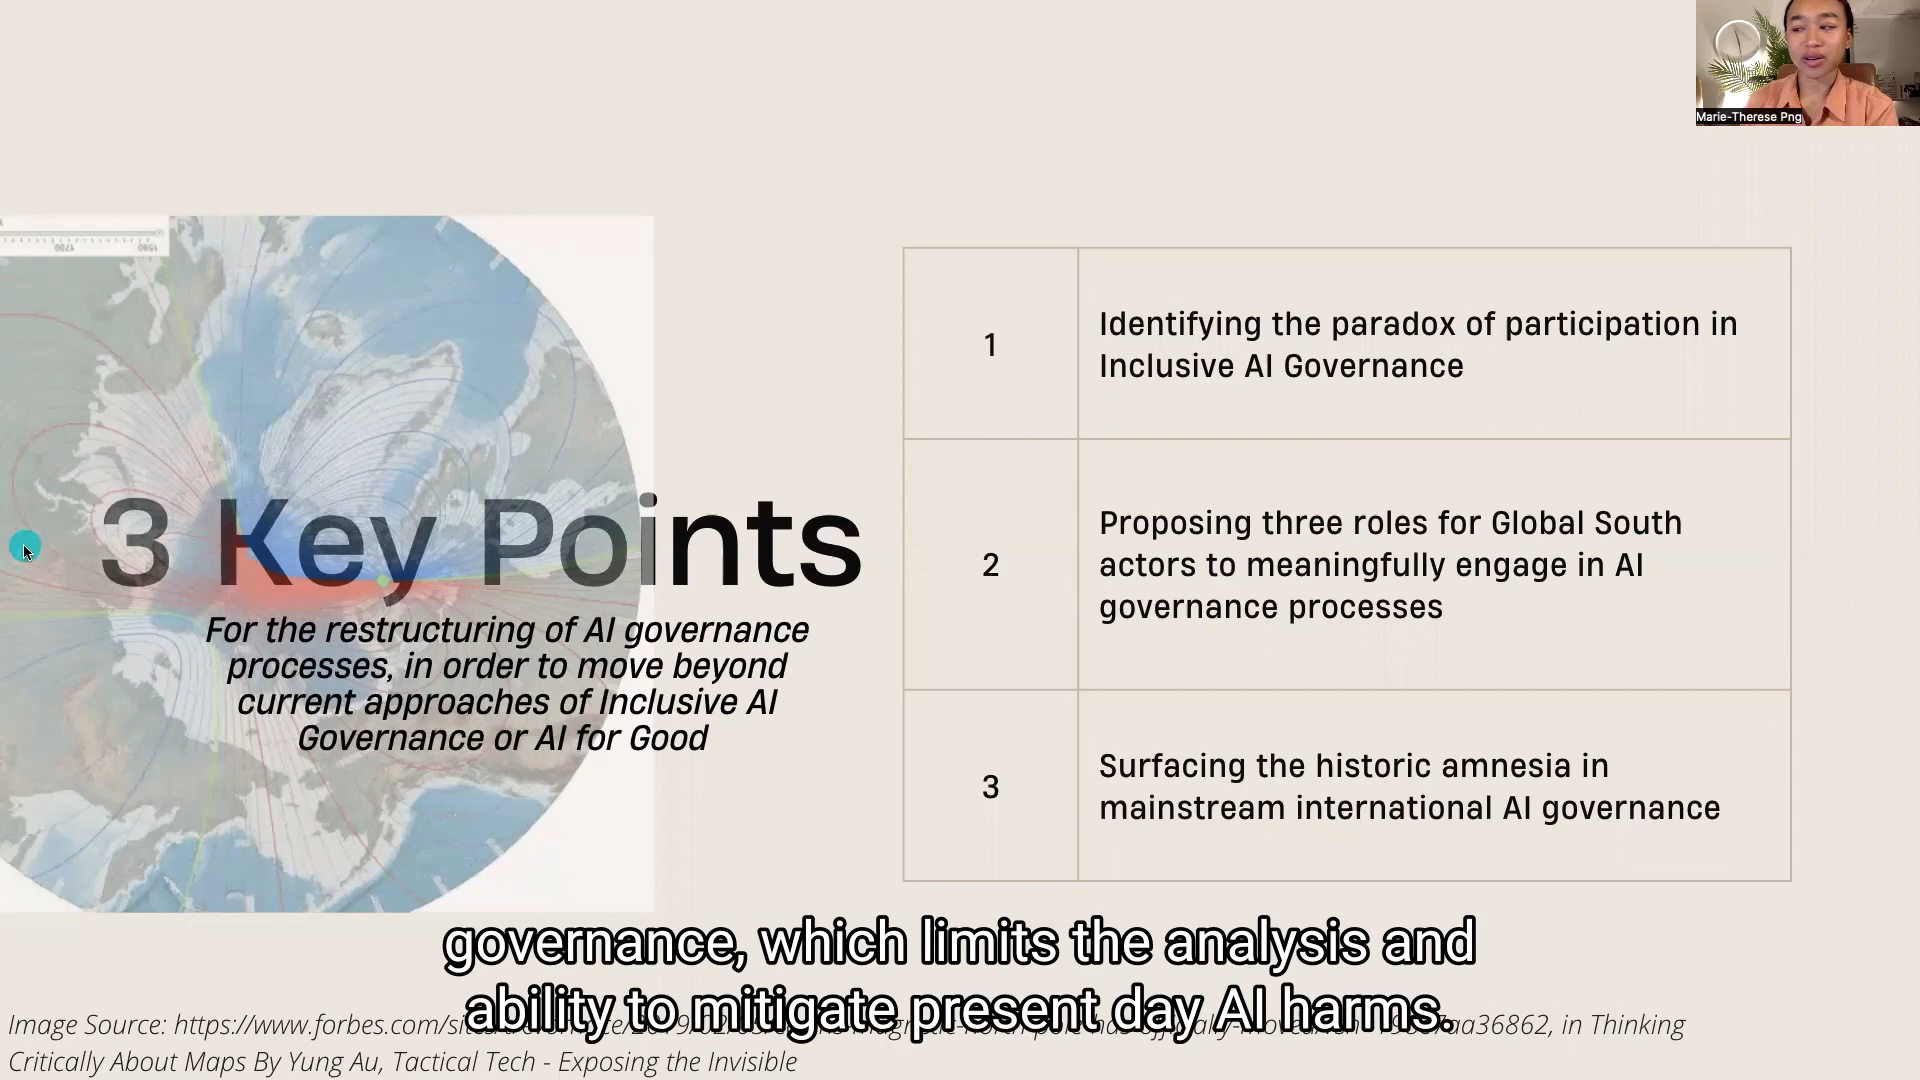 Marie-Therese Png
1700
1590
3 Key Points
For the restructuring of AI governance
processes, in order to move beyond
current approaches of Inclusive AI
Governance or AI for Good
1
Identifying the paradox of participation in
Inclusive AI Governance
2
Proposing three roles for Global South
actors to meaningfully engage in AI
governance processes
3
Surfacing the historic amnesia in
mainstream international AI governance
governance, which limits the analysis and
ability to mitigate present day AI harms.
Image Source: in Thinking
Critically About Maps By Yung Au, Tactical Tech - Exposing the Invisible